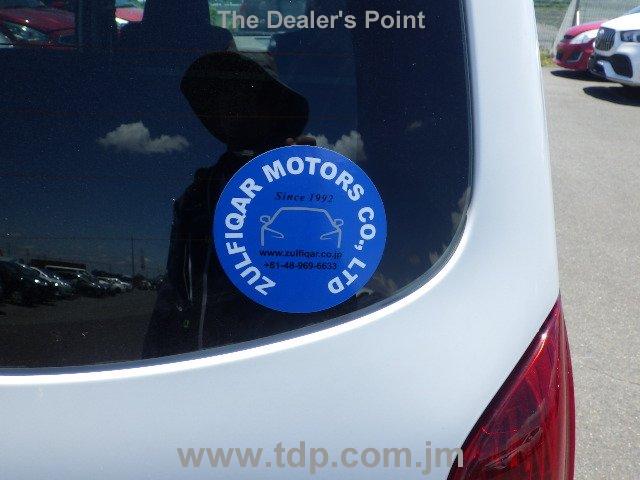 The Dealer's Point
ZULFIQAR MOTORS CO., LTD
Since 1992
www.zulfiqar.co.jp
+81-48-969-6633
www.tdp.com.jm